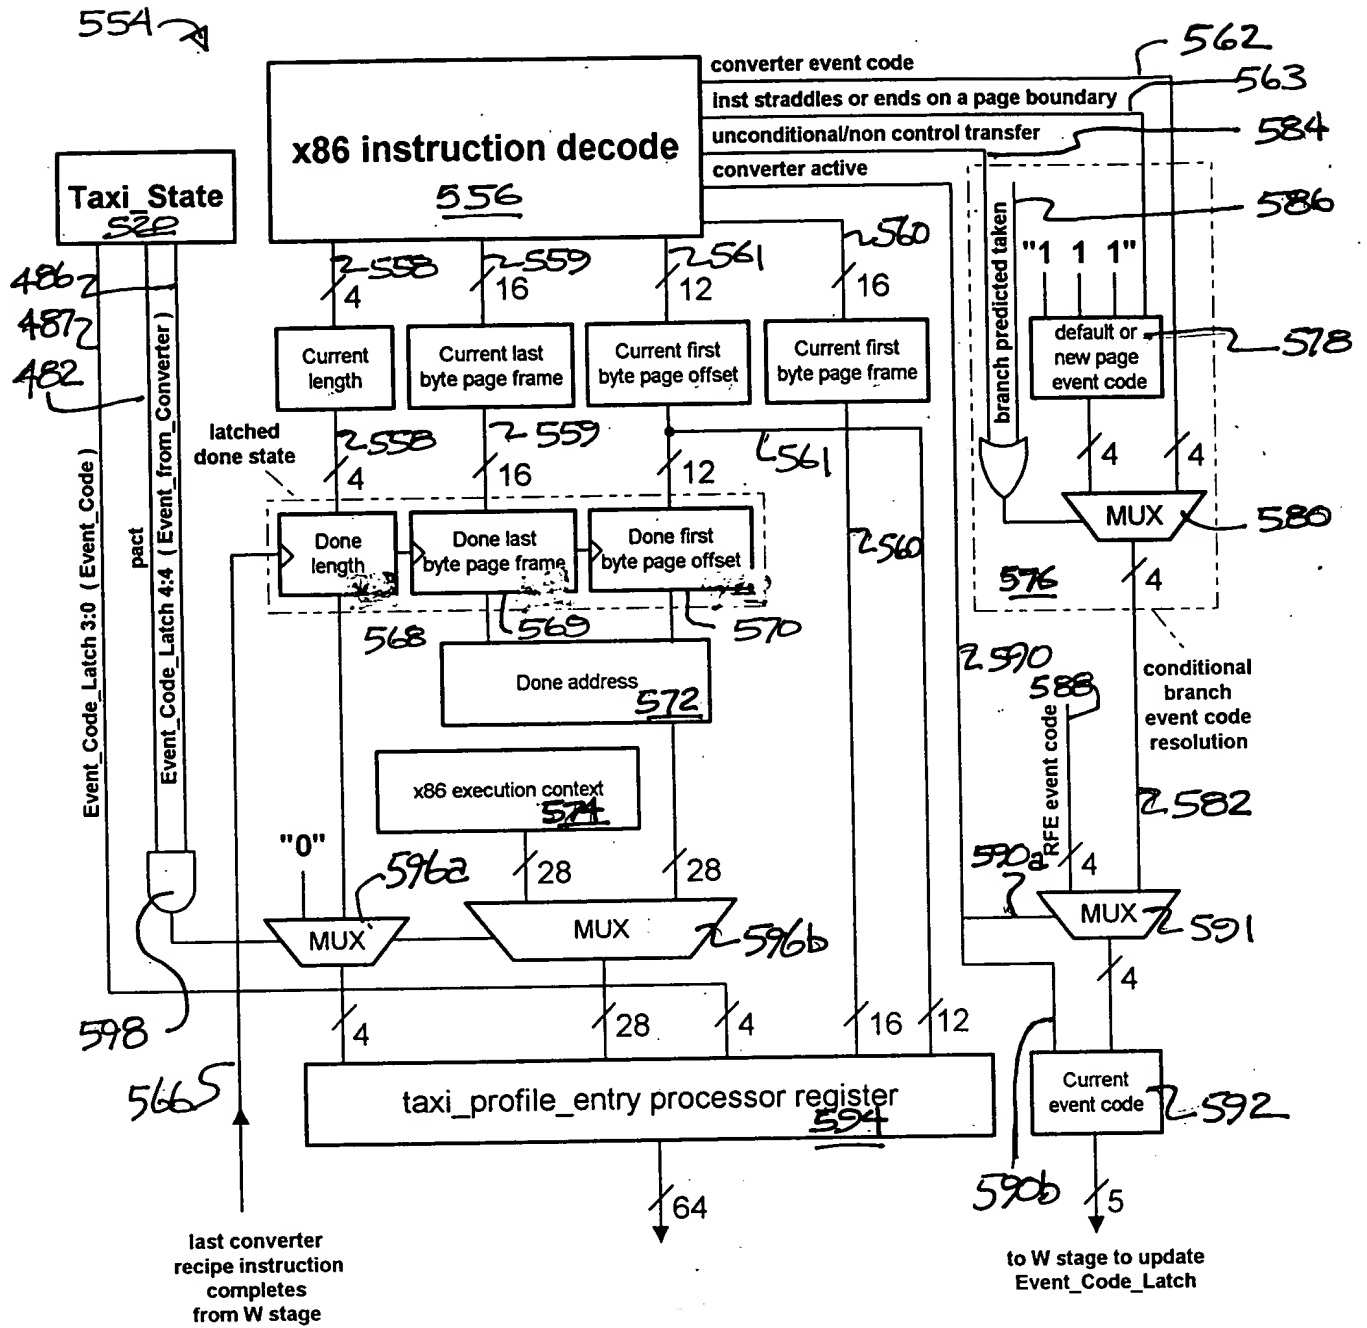 554
562
converter event code
563
inst straddles or ends on a page boundary
584
unconditional/non control transfer
converter active
x86 instruction decode
556
Taxi_State
520
586
branch predicted taken
"1 1 1"
558
559
561
560
4
16
12
16
486
487
482
default or
new page
event code
578
Current
length
Current last
byte page frame
Current first
byte page offset
Current first
byte page frame
latched
done state
558
559
561
4
16
12
4
4
MUX
580
Done
length
Done last
byte page frame
Done first
byte page offset
560
576
4
568
569
570
Event_Code_Latch 3:0 ( Event_Code )
pact
Event_Code_Latch 4:4 ( Event_from_Converter )
Done address
572
590
588
conditional
branch
event code
resolution
x86 execution context
574
RFE event code
582
"0"
596a
28
28
590a
4
MUX
MUX
596b
MUX
591
598
4
28
4
16
12
4
566
taxi_profile_entry processor register
594
Current
event code
592
590b
64
5
last converter
recipe instruction
completes
from W stage
to W stage to update
Event_Code_Latch